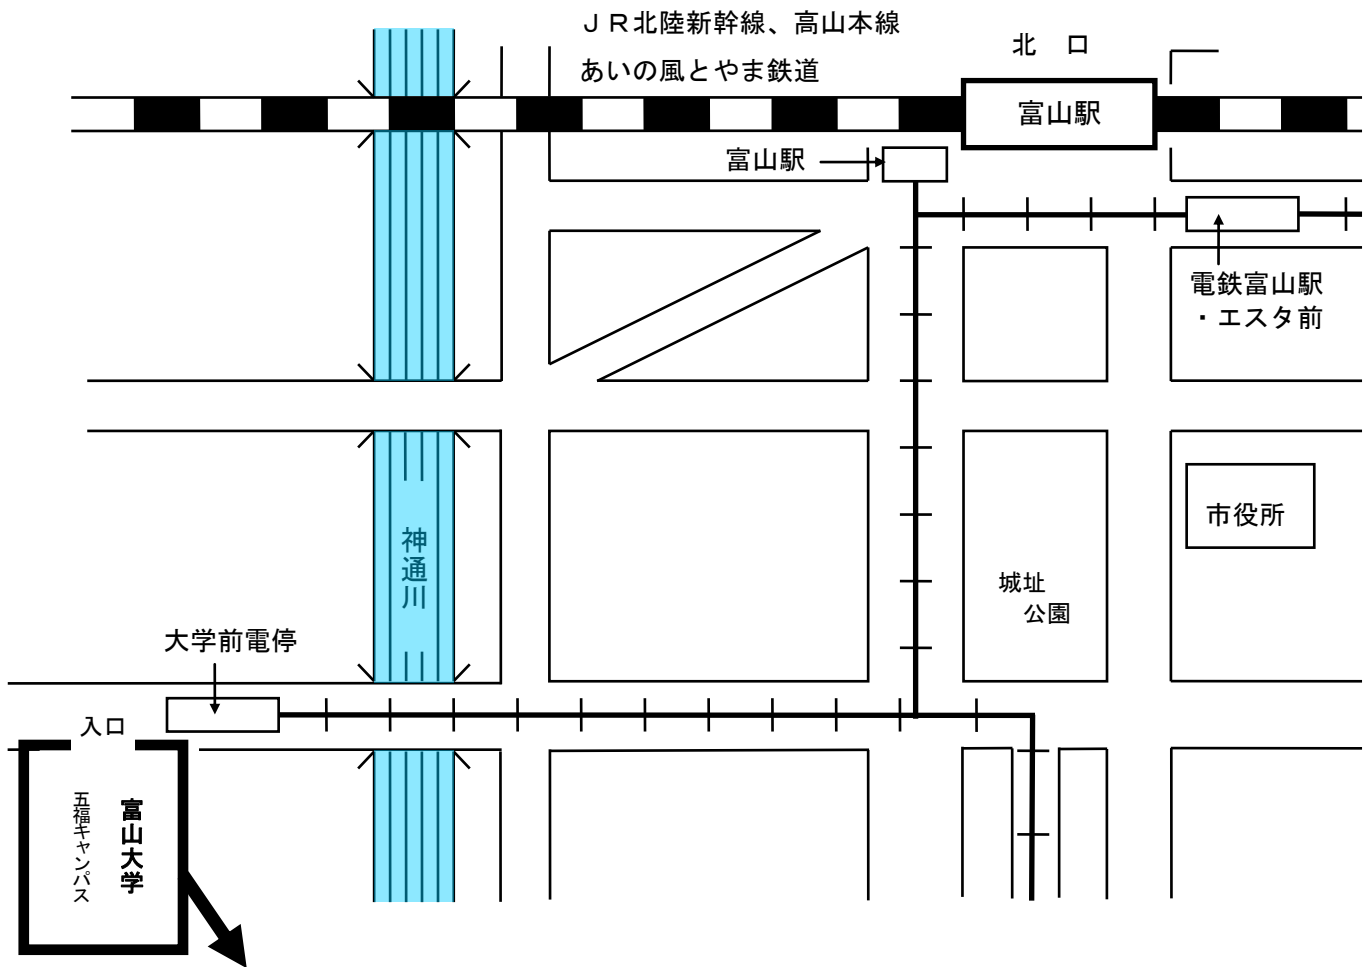 ＪＲ北陸新幹線、高山本線
あいの風とやま鉄道
北　口
富山駅
富山駅
電鉄富山駅
・エスタ前
市役所
城址
公園
神通川
大学前電停
入口
富山大学
五福キャンパス